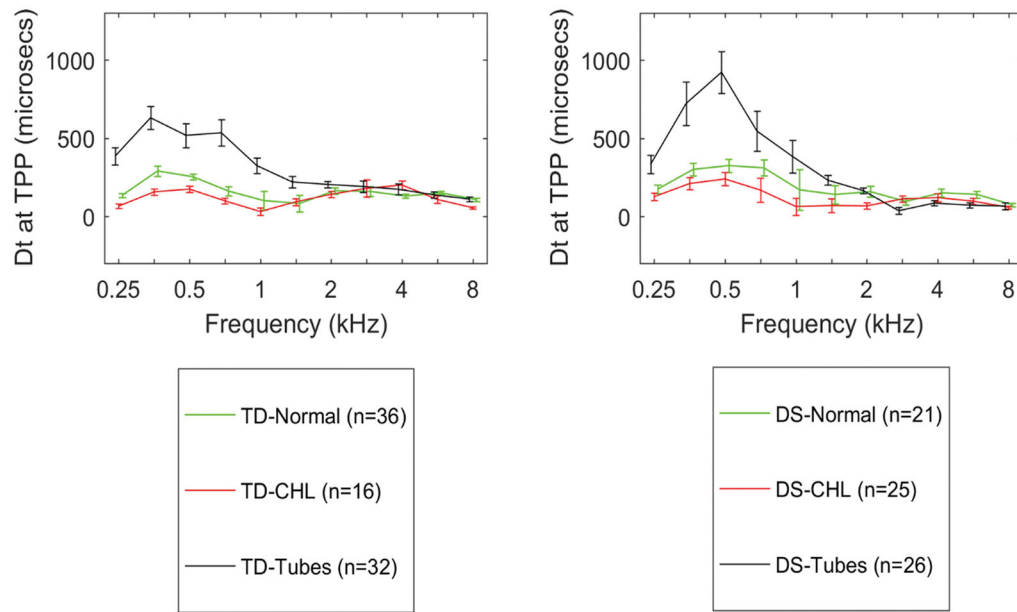 Dt at TPP (microsecs)
1000
500
0
0.25 0.5 1 2 4 8
Frequency (kHz)
TD-Normal (n=36)
TD-CHL (n=16)
TD-Tubes (n=32)
Dt at TPP (microsecs)
1000
500
0
0.25 0.5 1 2 4 8
Frequency (kHz)
DS-Normal (n=21)
DS-CHL (n=25)
DS-Tubes (n=26)